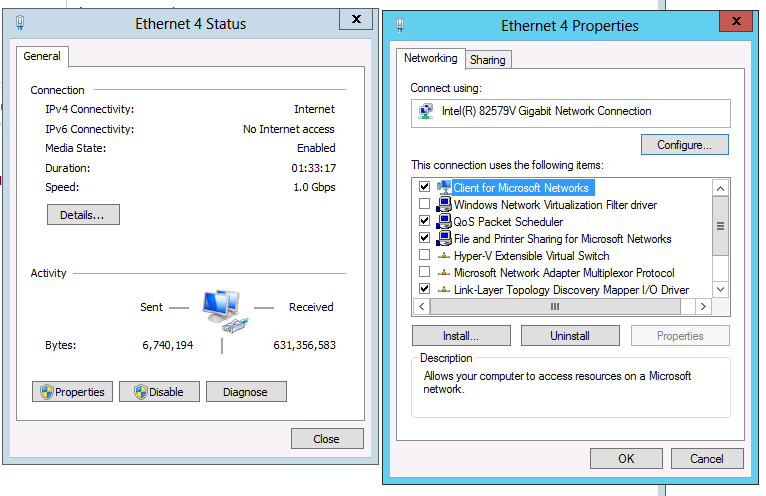 Ethernet 4 Status
X
General
Connection
IPv4 Connectivity: Internet
IPv6 Connectivity: No Internet access
Media State: Enabled
Duration: 01:33:17
Speed: 1.0 Gbps
Details...
Activity
Sent Received
Bytes: 6,740,194 631,356,583
Properties Disable Diagnose
Close
Ethernet 4 Properties
X
Networking Sharing
Connect using:
Intel(R) 82579V Gigabit Network Connection
Configure...
This connection uses the following items:
Client for Microsoft Networks
Windows Network Virtualization Filter driver
QoS Packet Scheduler
File and Printer Sharing for Microsoft Networks
Hyper-V Extensible Virtual Switch
Microsoft Network Adapter Multiplexor Protocol
Link-Layer Topology Discovery Mapper I/O Driver
Install... Uninstall Properties
Description
Allows your computer to access resources on a Microsoft
network.
OK Cancel